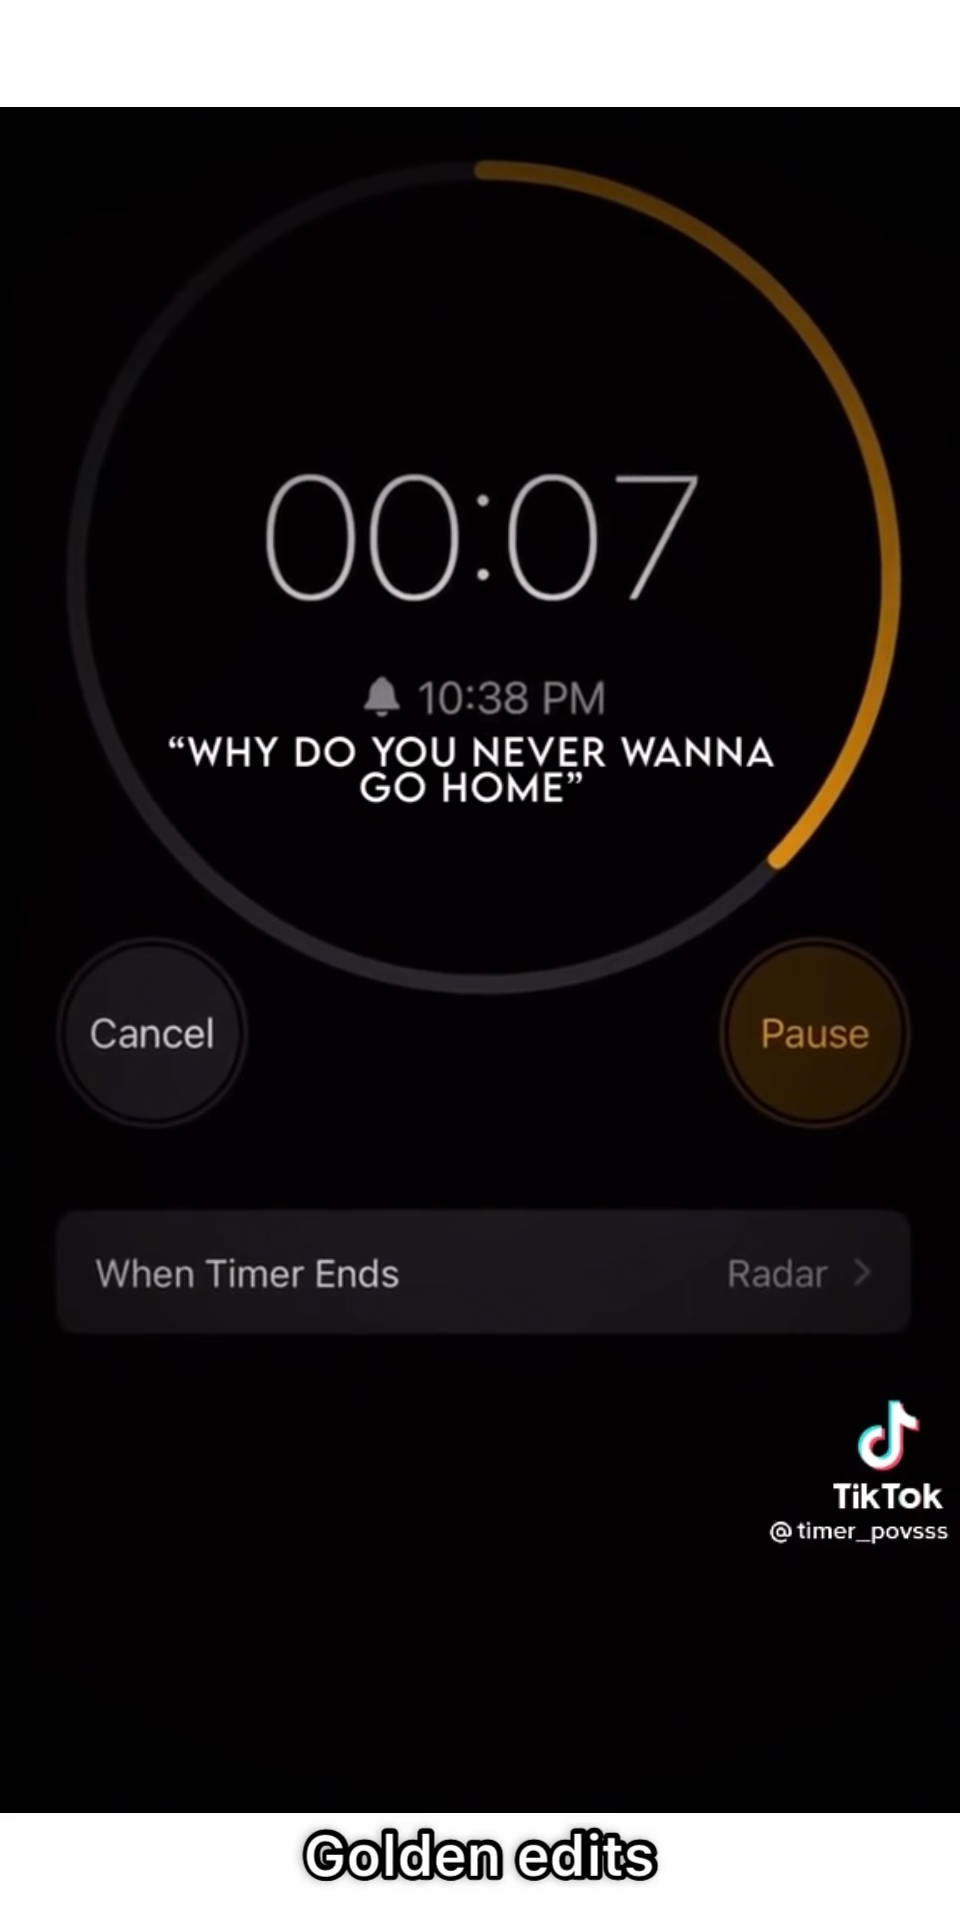 00:07
10:38 PM
“WHY DO YOU NEVER WANNA
GO HOME”
Cancel
Pause
When Timer Ends
Radar
TikTok
@timer_povsss
Golden edits